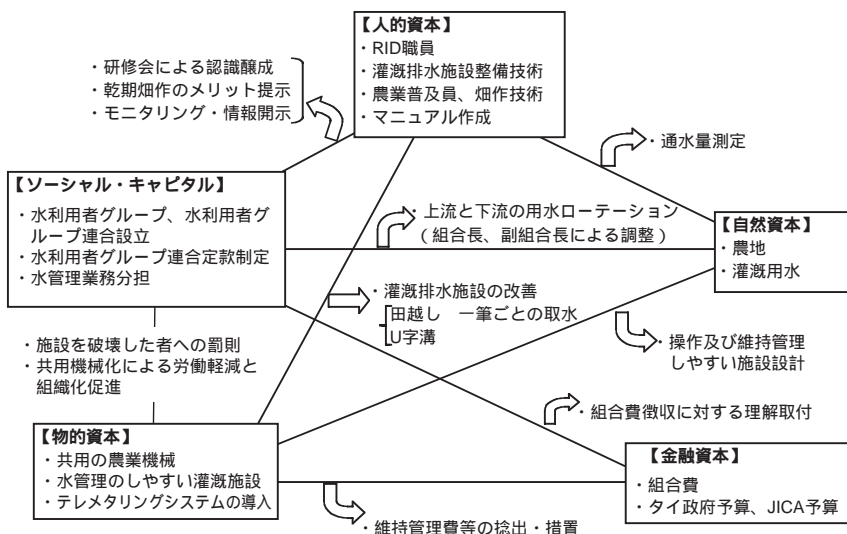 【人的資本】
・RID職員
・灌漑排水施設整備技術
・農業普及員、畑作技術
・マニュアル作成
・研修会による認識醸成
・乾期畑作のメリット提示
・モニタリング・情報開示
・通水量測定
【ソーシャル・キャピタル】
・水利用者グループ、水利用者グ
ループ連合設立
・水利用者グループ連合定款制定
・水管理業務分担
・上流と下流の用水ローテーション
(組合長、副組合長による調整)
【自然資本】
・農地
・灌漑用水
・灌漑排水施設の改善
田越し 一筆ごとの取水
U字溝
・施設を破壊した者への罰則
・共用機械化による労働軽減と
組織化促進
・操作及び維持管理
しやすい施設設計
・組合費徴収に対する理解取付
【物的資本】
・共用の農業機械
・水管理のしやすい灌漑施設
・テレメタリングシステムの導入
【金融資本】
・組合費
・タイ政府予算、JICA予算
・維持管理費等の捻出・措置